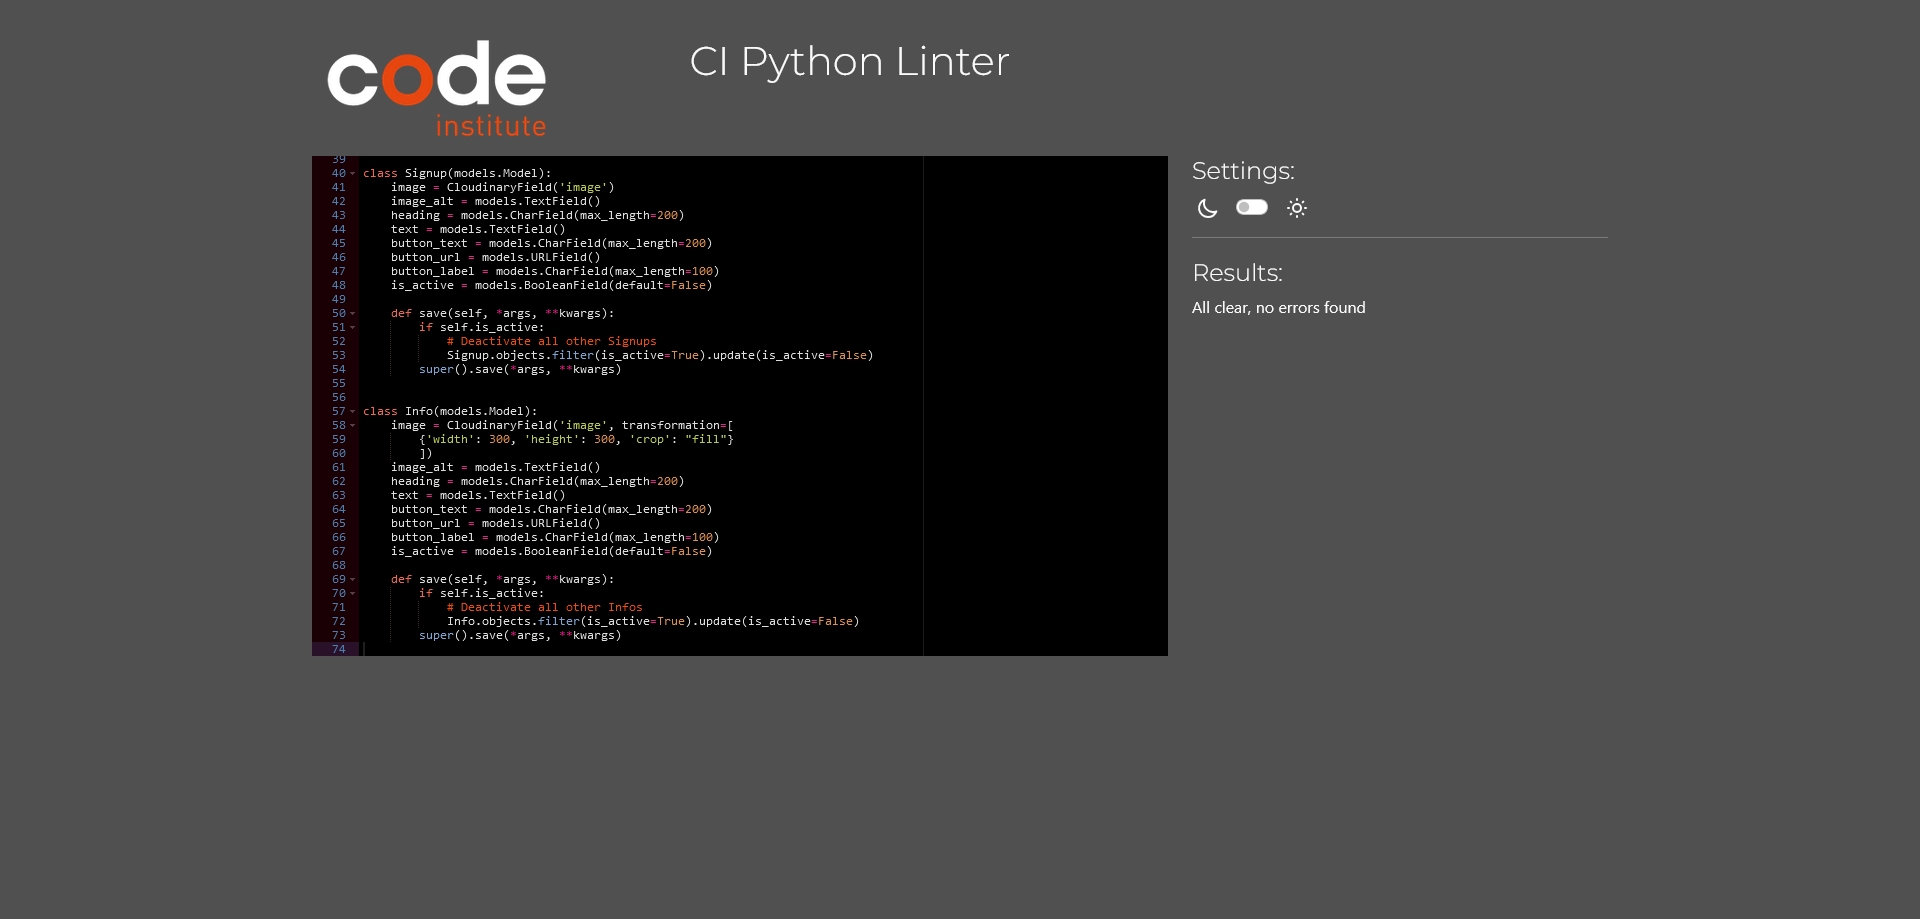 code
institute
CI Python Linter
39
40 class Signup(models.Model):
41     image = CloudinaryField('image')
42     image_alt = models.TextField()
43     heading = models.CharField(max_length=200)
44     text = models.TextField()
45     button_text = models.CharField(max_length=200)
46     button_url = models.URLField()
47     button_label = models.CharField(max_length=100)
48     is_active = models.BooleanField(default=False)
49
50     def save(self, *args, **kwargs):
51         if self.is_active:
52             # Deactivate all other Signups
53             Signup.objects.filter(is_active=True).update(is_active=False)
54         super().save(*args, **kwargs)
55
56
57 class Info(models.Model):
58     image = CloudinaryField('image', transformation=[
59         {'width': 300, 'height': 300, 'crop': "fill"}
60         ])
61     image_alt = models.TextField()
62     heading = models.CharField(max_length=200)
63     text = models.TextField()
64     button_text = models.CharField(max_length=200)
65     button_url = models.URLField()
66     button_label = models.CharField(max_length=100)
67     is_active = models.BooleanField(default=False)
68
69     def save(self, *args, **kwargs):
70         if self.is_active:
71             # Deactivate all other Infos
72             Info.objects.filter(is_active=True).update(is_active=False)
73         super().save(*args, **kwargs)
74
Settings:
Results:
All clear, no errors found